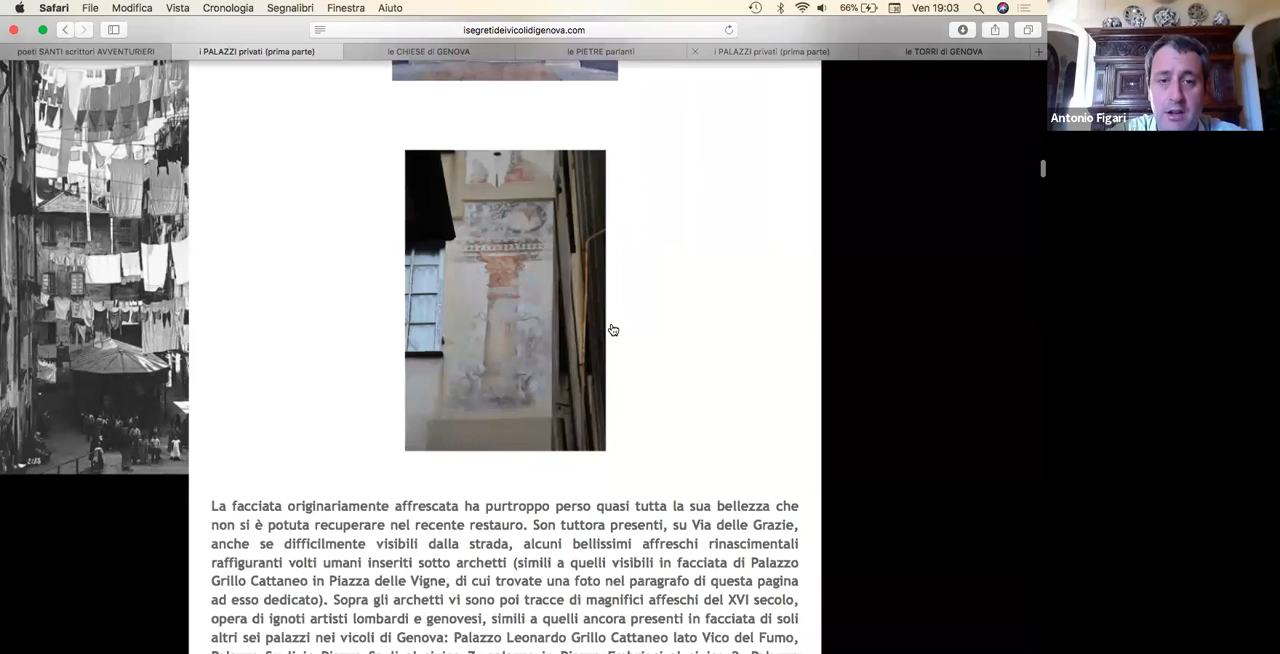 Safari File Modifica Vista Cronologia Segnalibri Finestra Aiuto 66% Ven 19:03
isegretideivicolidigenova.com
poeti SANTI scrittori AVVENTURIERI i PALAZZI privati (prima parte) le CHIESE di GENOVA le PIETRE parlanti i PALAZZI privati (prima parte) le TORRI di GENOVA
Antonio Figari
La facciata originariamente affrescata ha purtroppo perso quasi tutta la sua bellezza che
non si è potuta recuperare nel recente restauro. Son tuttora presenti, su Via delle Grazie,
anche se difficilmente visibili dalla strada, alcuni bellissimi affreschi rinascimentali
raffiguranti volti umani inseriti sotto archetti (simili a quelli visibili in facciata di Palazzo
Grillo Cattaneo in Piazza delle Vigne, di cui trovate una foto nel paragrafo di questa pagina
ad esso dedicato). Sopra gli archetti vi sono poi tracce di magnifici affeschi del XVI secolo,
opera di ignoti artisti lombardi e genovesi, simili a quelli ancora presenti in facciata di soli
altri sei palazzi nei vicoli di Genova: Palazzo Leonardo Grillo Cattaneo lato Vico del Fumo,